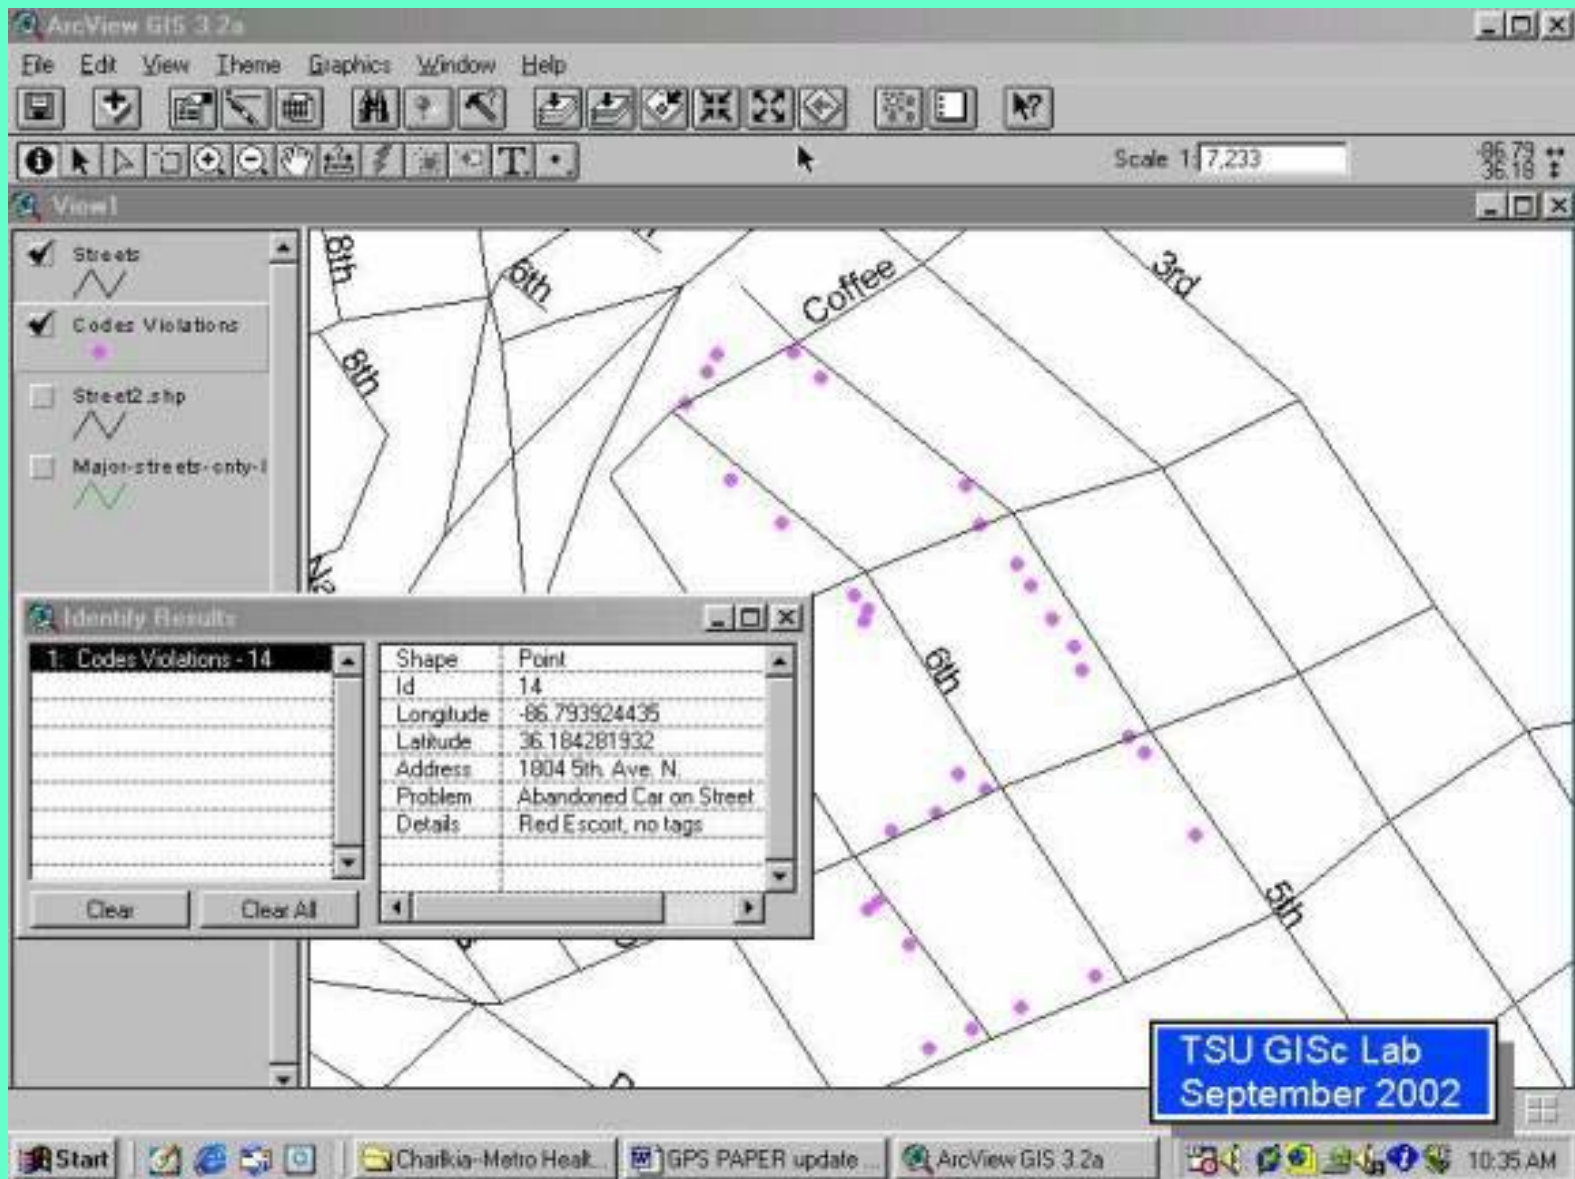 ArcView GIS 3.2a
File Edit View Theme Graphics Window Help
Scale 1: 7,233
-86.79
36.18
View1
Streets
Codes Violations
Street2.shp
Major-streets-cnty-l
8th
6th
Coffee
3rd
8th
6th
5th
Identify Results
1: Codes Violations - 14
Shape Point
Id 14
Longitude -86.793924435
Latitude 36.184281932
Address 1804 5th. Ave. N.
Problem Abandoned Car on Street
Details Red Escort, no tags
Clear Clear All
TSU GISc Lab
September 2002
Start Charlkia--Metro Healt... GPS PAPER update ... ArcView GIS 3.2a 10:35 AM